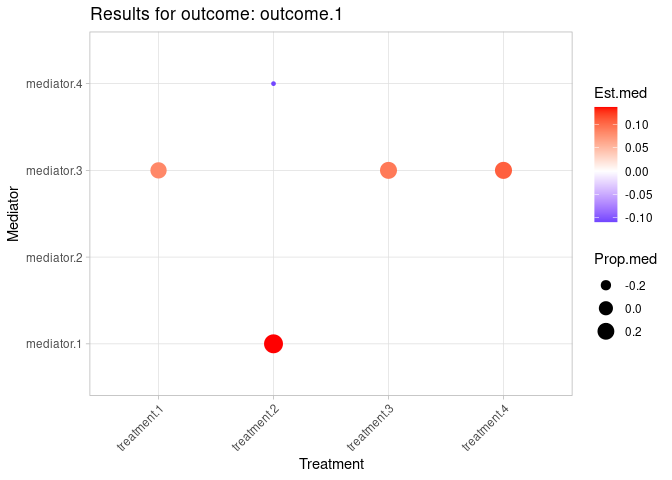 Results for outcome: outcome.1
Mediator
mediator.4
mediator.3
mediator.2
mediator.1
treatment.1
treatment.2
treatment.3
treatment.4
Treatment
Est.med
0.10
0.05
0.00
-0.05
-0.10
Prop.med
-0.2
0.0
0.2